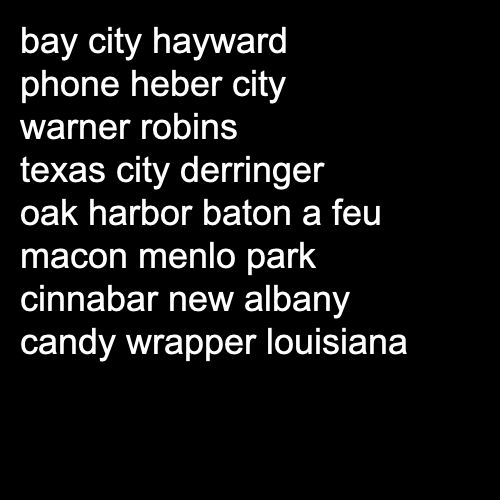 bay city hayward
phone heber city
warner robins
texas city derringer
oak harbor baton a feu
macon menlo park
cinnabar new albany
candy wrapper louisiana